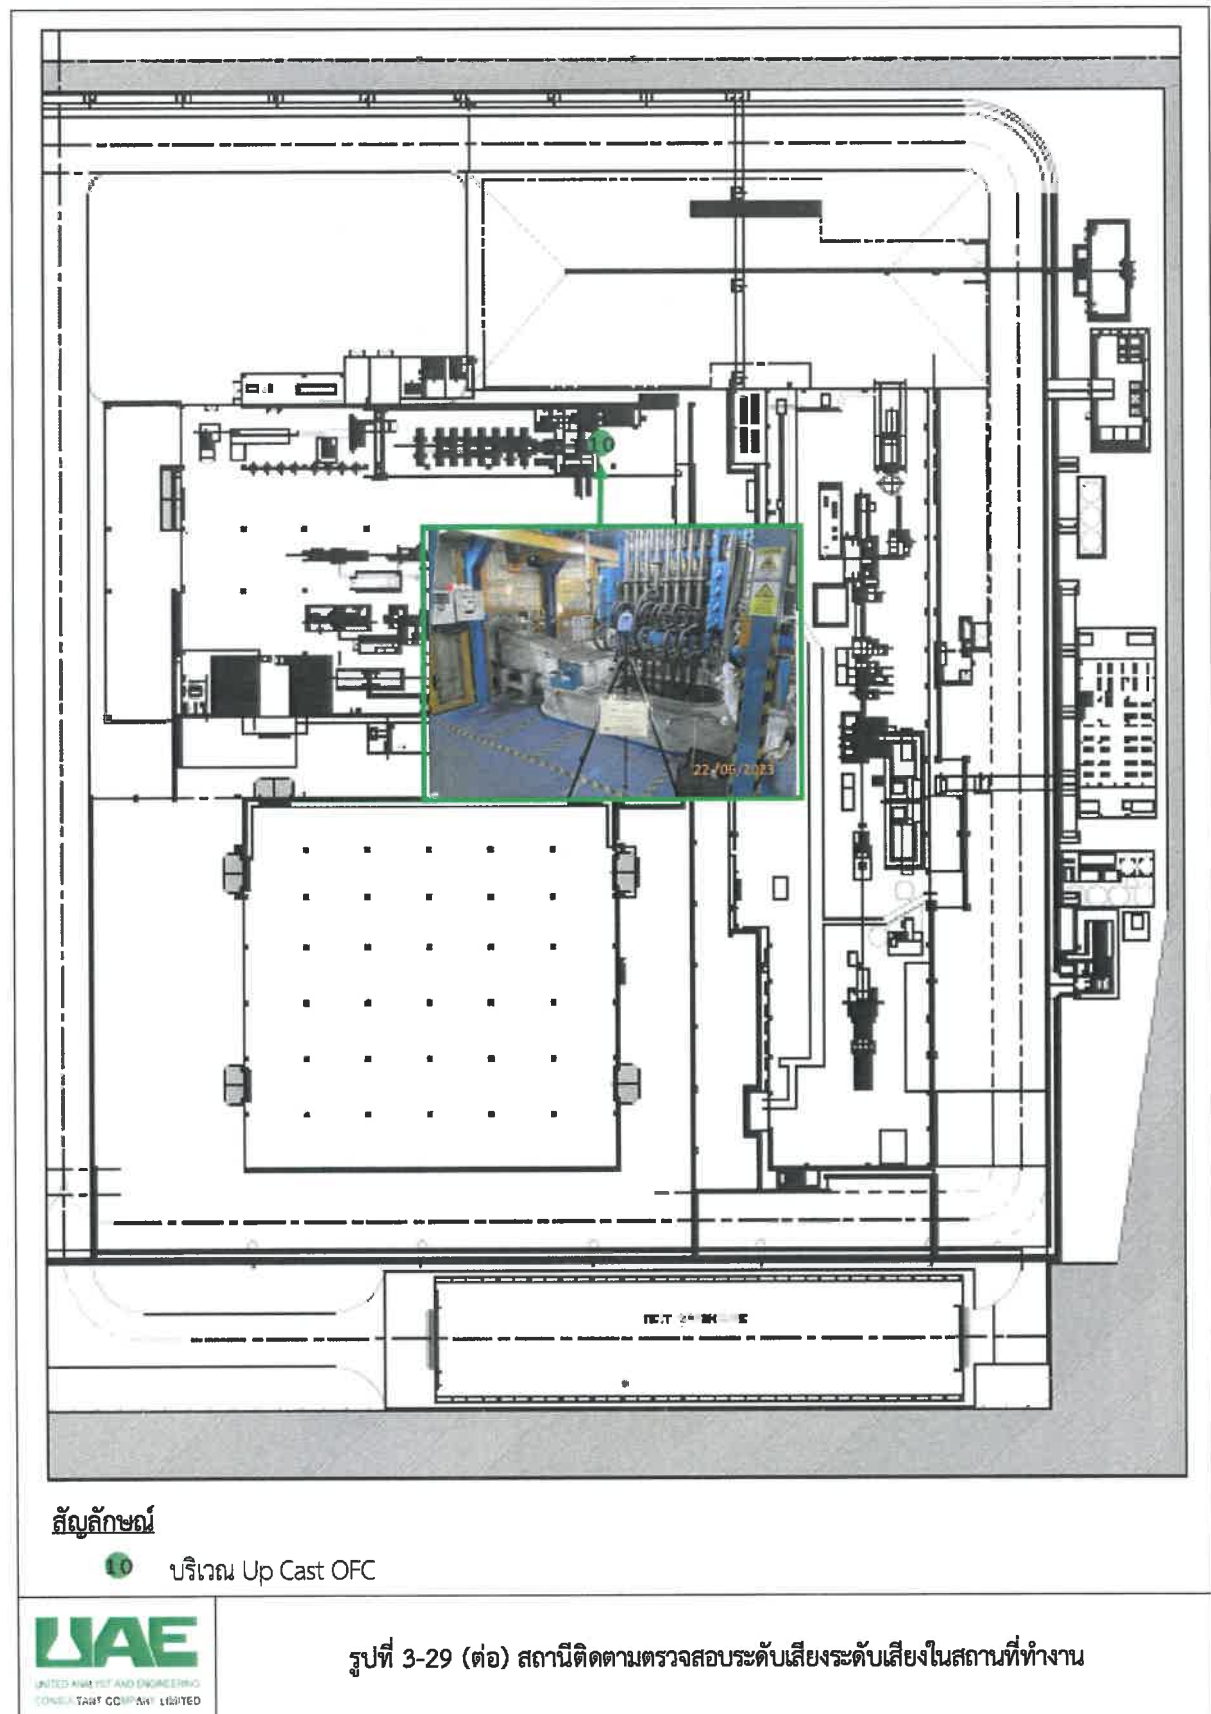 10
22/06/2023
สัญลักษณ์
10 บริเวณ Up Cast OFC
UAE
UNITED ANALYST AND ENGINEERING
CONSULTANT COMPANY LIMITED
รูปที่ 3-29 (ต่อ) สถานีติดตามตรวจสอบระดับเสียงระดับเสียงในสถานที่ทำงาน